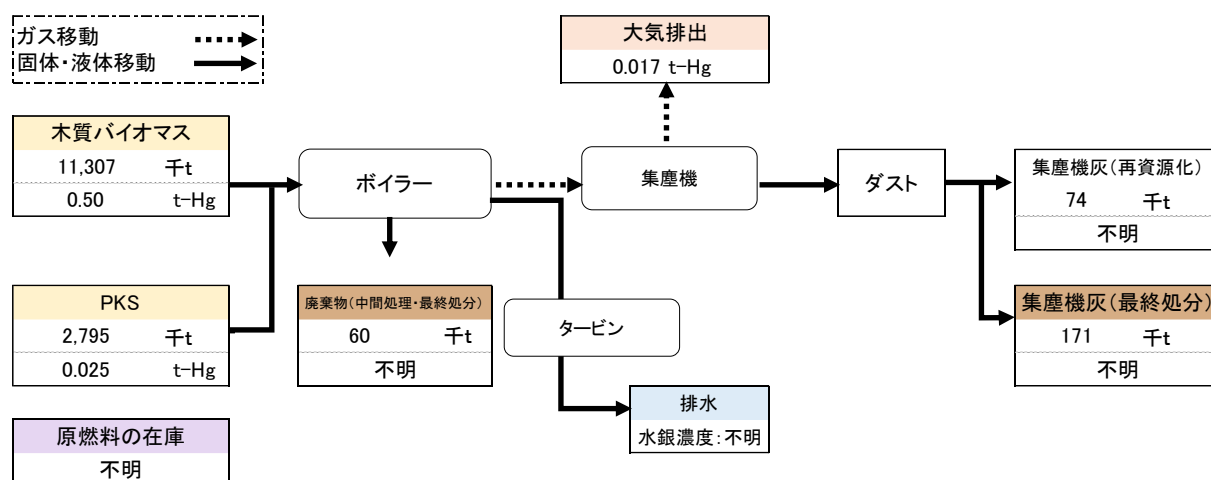 ガス移動
固体・液体移動
大気排出
0.017 t-Hg
木質バイオマス
11,307 千t
0.50 t-Hg
ボイラー
集塵機
ダスト
集塵機灰(再資源化)
74 千t
不明
PKS
2,795 千t
0.025 t-Hg
廃棄物(中間処理・最終処分)
60 千t
不明
タービン
集塵機灰(最終処分)
171 千t
不明
排水
水銀濃度:不明
原燃料の在庫
不明